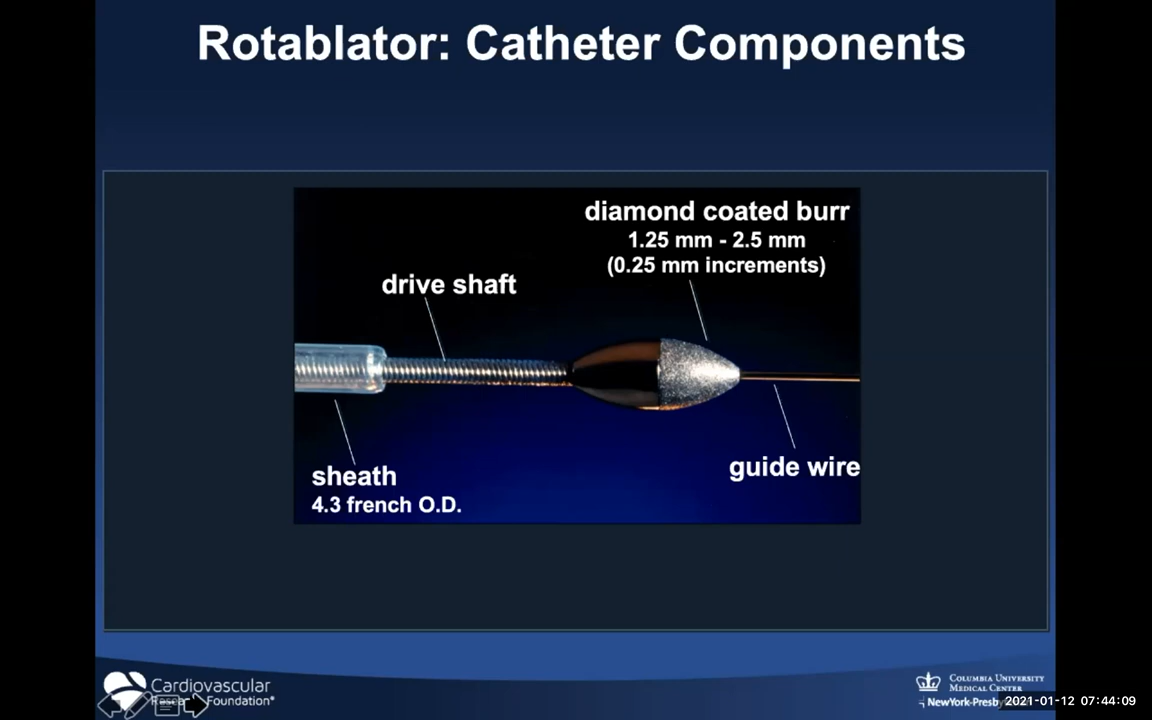 Rotablator: Catheter Components
diamond coated burr
1.25 mm - 2.5 mm
(0.25 mm increments)
drive shaft
guide wire
sheath
4.3 french O.D.
Cardiovascular
Foundation®
COLUMBIA UNIVERSITY
MEDICAL CENTER
2021-01-12 07:44:09